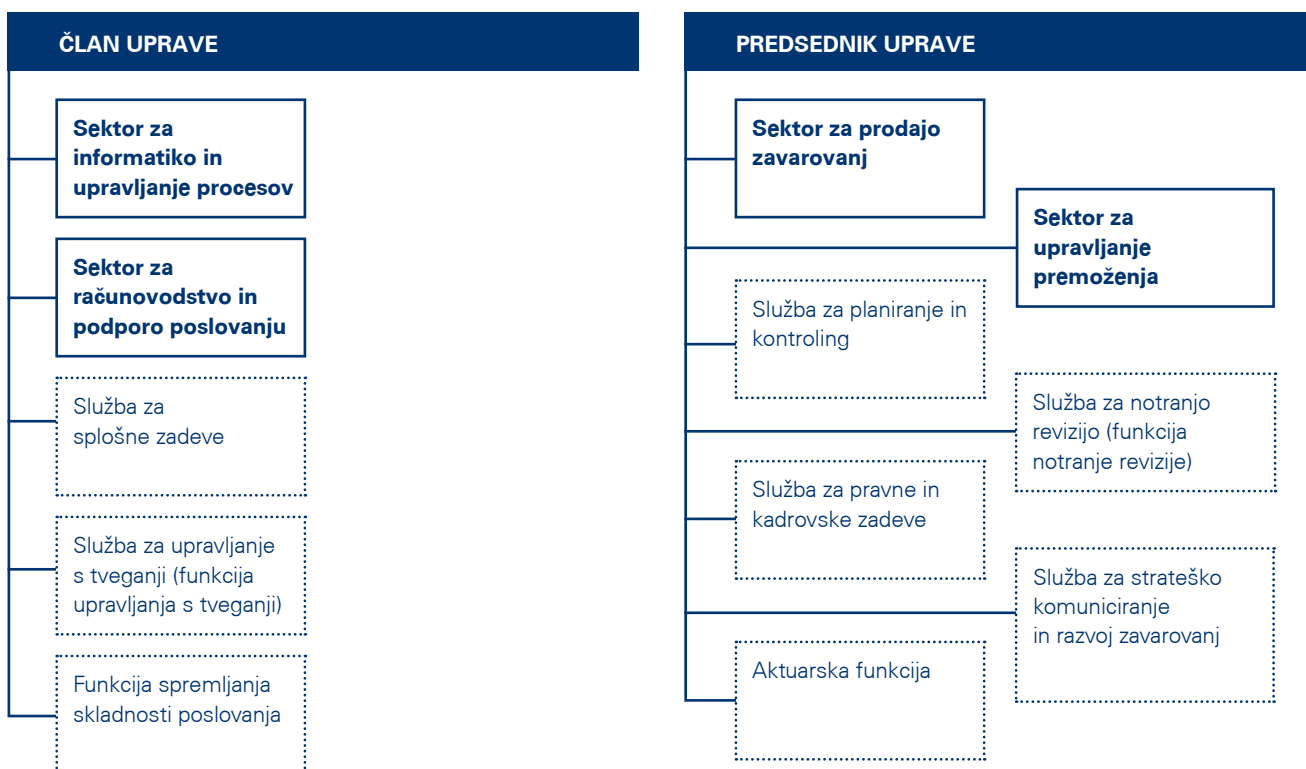 ČLAN UPRAVE
Sektor za
informatiko in
upravljanje procesov
Sektor za
računovodstvo in
podporo poslovanju
Služba za
splošne zadeve
Služba za upravljanje
s tveganji (funkcija
upravljanja s tveganji)
Funkcija spremljanja
skladnosti poslovanja
PREDSEDNIK UPRAVE
Sektor za prodajo
zavarovanj
Sektor za
upravljanje
premoženja
Služba za planiranje in
kontroling
Služba za notranjo
revizijo (funkcija
notranje revizije)
Služba za pravne in
kadrovske zadeve
Služba za strateško
komuniciranje
in razvoj zavarovanj
Aktuarska funkcija